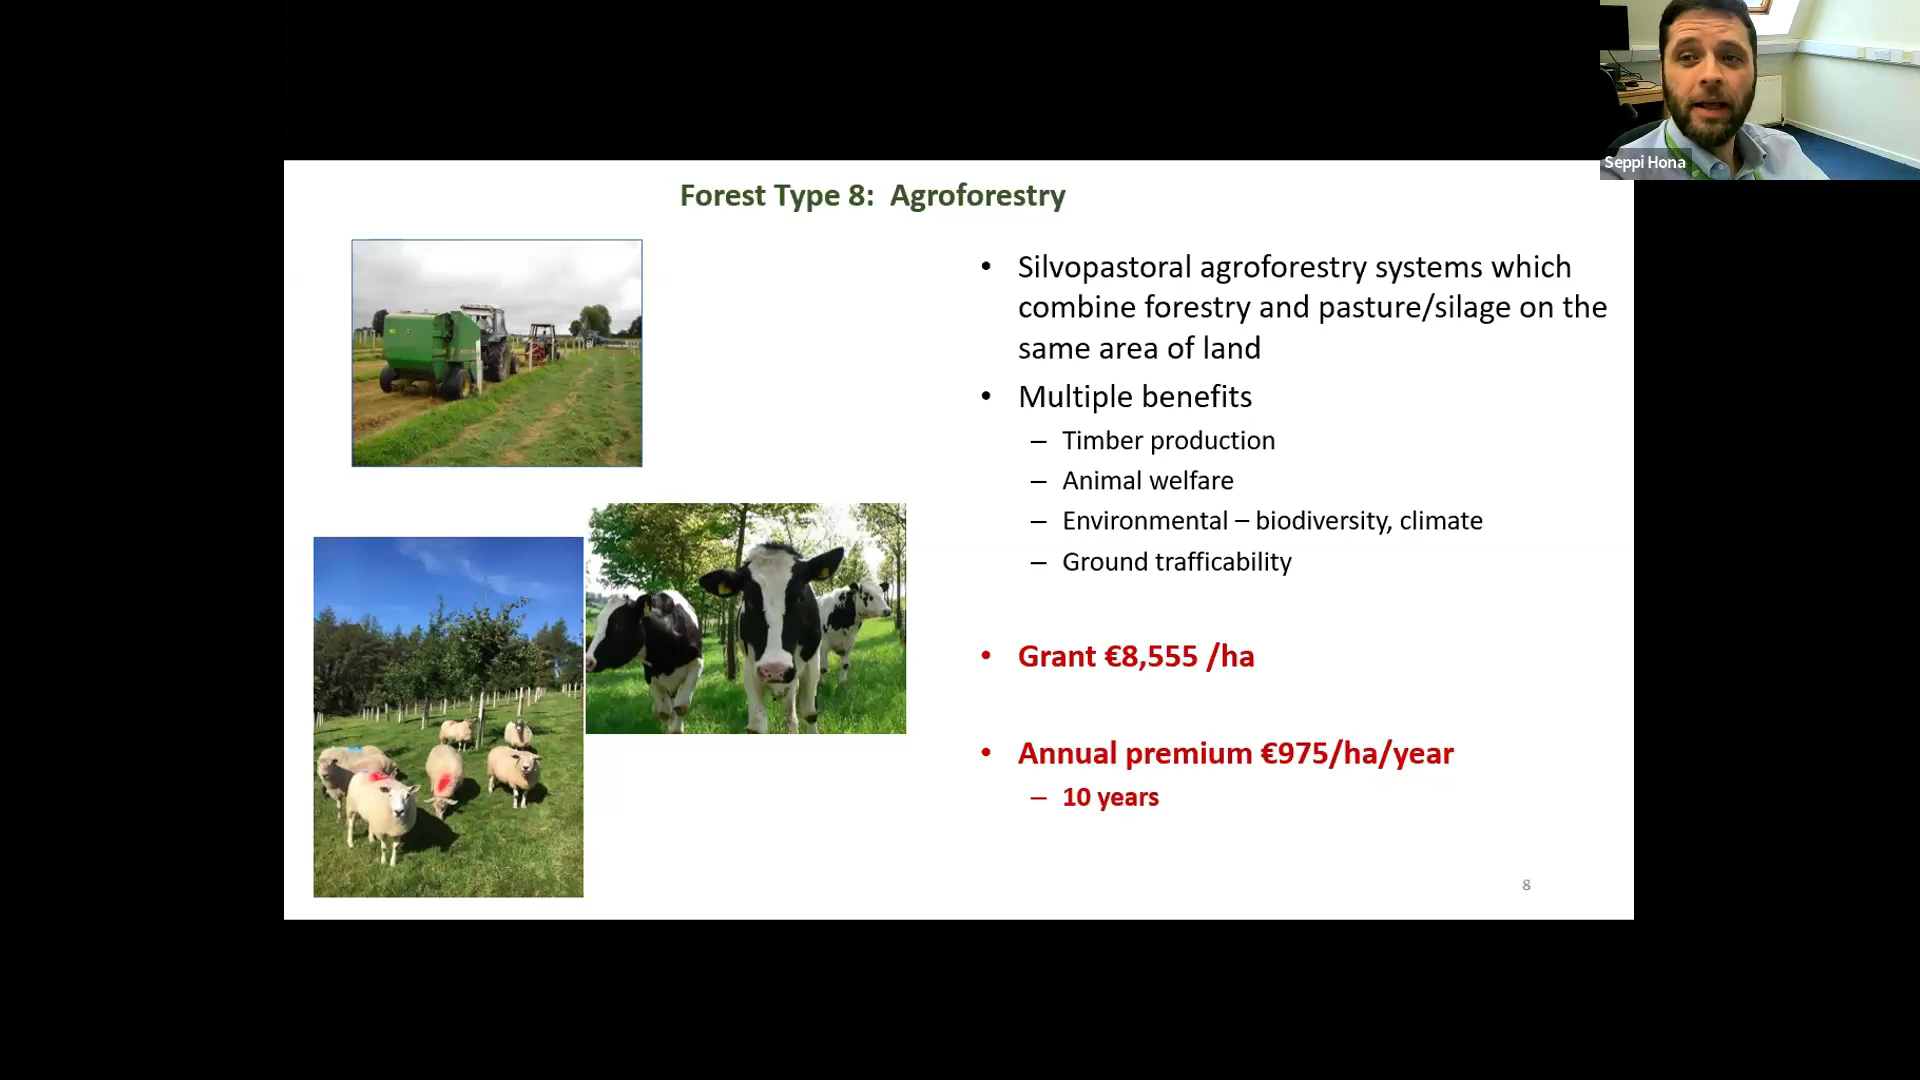 Seppi Hona
Forest Type 8: Agroforestry
• Silvopastoral agroforestry systems which
combine forestry and pasture/silage on the
same area of land
• Multiple benefits
– Timber production
– Animal welfare
– Environmental – biodiversity, climate
– Ground trafficability
• Grant €8,555 /ha
• Annual premium €975/ha/year
– 10 years
8